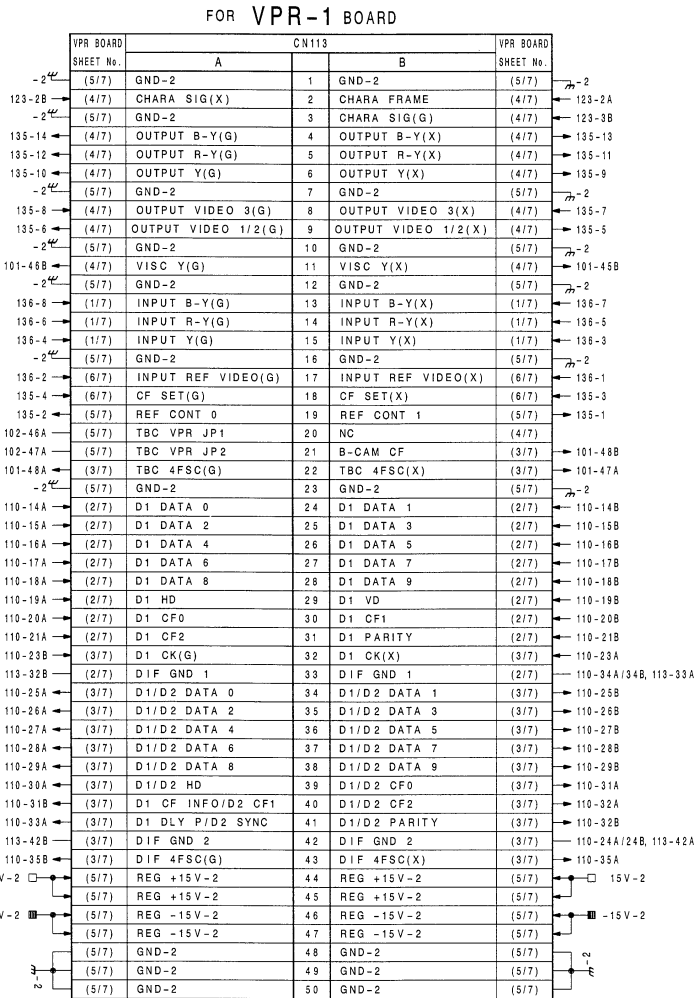 FOR VPR-1 BOARD
VPR BOARD CN113 VPR BOARD
SHEET No. A B SHEET No.
-2 (5/7) GND-2 1 GND-2 (5/7) -2
123-2B (4/7) CHARA SIG(X) 2 CHARA FRAME (4/7) 123-2A
-2 (5/7) GND-2 3 CHARA SIG(G) (4/7) 123-3B
135-14 (4/7) OUTPUT B-Y(G) 4 OUTPUT B-Y(X) (4/7) 135-13
135-12 (4/7) OUTPUT R-Y(G) 5 OUTPUT R-Y(X) (4/7) 135-11
135-10 (4/7) OUTPUT Y(G) 6 OUTPUT Y(X) (4/7) 135-9
-2 (5/7) GND-2 7 GND-2 (5/7) -2
135-8 (4/7) OUTPUT VIDEO 3(G) 8 OUTPUT VIDEO 3(X) (4/7) 135-7
135-6 (4/7) OUTPUT VIDEO 1/2(G) 9 OUTPUT VIDEO 1/2(X) (4/7) 135-5
-2 (5/7) GND-2 10 GND-2 (5/7) -2
101-46B (4/7) VISC Y(G) 11 VISC Y(X) (4/7) 101-45B
-2 (5/7) GND-2 12 GND-2 (5/7) -2
136-8 (1/7) INPUT B-Y(G) 13 INPUT B-Y(X) (1/7) 136-7
136-6 (1/7) INPUT R-Y(G) 14 INPUT R-Y(X) (1/7) 136-5
136-4 (1/7) INPUT Y(G) 15 INPUT Y(X) (1/7) 136-3
-2 (5/7) GND-2 16 GND-2 (5/7) -2
136-2 (6/7) INPUT REF VIDEO(G) 17 INPUT REF VIDEO(X) (6/7) 136-1
135-4 (6/7) CF SET(G) 18 CF SET(X) (6/7) 135-3
135-2 (5/7) REF CONT 0 19 REF CONT 1 (5/7) 135-1
102-46A (5/7) TBC VPR JP1 20 NC (4/7)
102-47A (5/7) TBC VPR JP2 21 B-CAM CF (3/7) 101-48B
101-48A (3/7) TBC 4FSC(G) 22 TBC 4FSC(X) (3/7) 101-47A
-2 (5/7) GND-2 23 GND-2 (5/7) -2
110-14A (2/7) D1 DATA 0 24 D1 DATA 1 (2/7) 110-14B
110-15A (2/7) D1 DATA 2 25 D1 DATA 3 (2/7) 110-15B
110-16A (2/7) D1 DATA 4 26 D1 DATA 5 (2/7) 110-16B
110-17A (2/7) D1 DATA 6 27 D1 DATA 7 (2/7) 110-17B
110-18A (2/7) D1 DATA 8 28 D1 DATA 9 (2/7) 110-18B
110-19A (2/7) D1 HD 29 D1 VD (2/7) 110-19B
110-20A (2/7) D1 CF0 30 D1 CF1 (2/7) 110-20B
110-21A (2/7) D1 CF2 31 D1 PARITY (2/7) 110-21B
110-23B (3/7) D1 CK(G) 32 D1 CK(X) (3/7) 110-23A
113-32B (2/7) DIF GND 1 33 DIF GND 1 (2/7) 110-34A/34B, 113-33A
110-25A (3/7) D1/D2 DATA 0 34 D1/D2 DATA 1 (3/7) 110-25B
110-26A (3/7) D1/D2 DATA 2 35 D1/D2 DATA 3 (3/7) 110-26B
110-27A (3/7) D1/D2 DATA 4 36 D1/D2 DATA 5 (3/7) 110-27B
110-28A (3/7) D1/D2 DATA 6 37 D1/D2 DATA 7 (3/7) 110-28B
110-29A (3/7) D1/D2 DATA 8 38 D1/D2 DATA 9 (3/7) 110-29B
110-30A (3/7) D1/D2 HD 39 D1/D2 CF0 (3/7) 110-31A
110-31B (3/7) D1 CF INFO/D2 CF1 40 D1/D2 CF2 (3/7) 110-32A
110-33A (3/7) D1 DLY P/D2 SYNC 41 D1/D2 PARITY (3/7) 110-32B
113-42B (3/7) DIF GND 2 42 DIF GND 2 (3/7) 110-24A/24B, 113-42A
110-35B (3/7) DIF 4FSC(G) 43 DIF 4FSC(X) (3/7) 110-35A
V-2 (5/7) REG +15V-2 44 REG +15V-2 (5/7) 15V-2
(5/7) REG +15V-2 45 REG +15V-2 (5/7)
V-2 (5/7) REG -15V-2 46 REG -15V-2 (5/7) -15V-2
(5/7) REG -15V-2 47 REG -15V-2 (5/7)
(5/7) GND-2 48 GND-2 (5/7) -2
(5/7) GND-2 49 GND-2 (5/7)
-2 (5/7) GND-2 50 GND-2 (5/7)